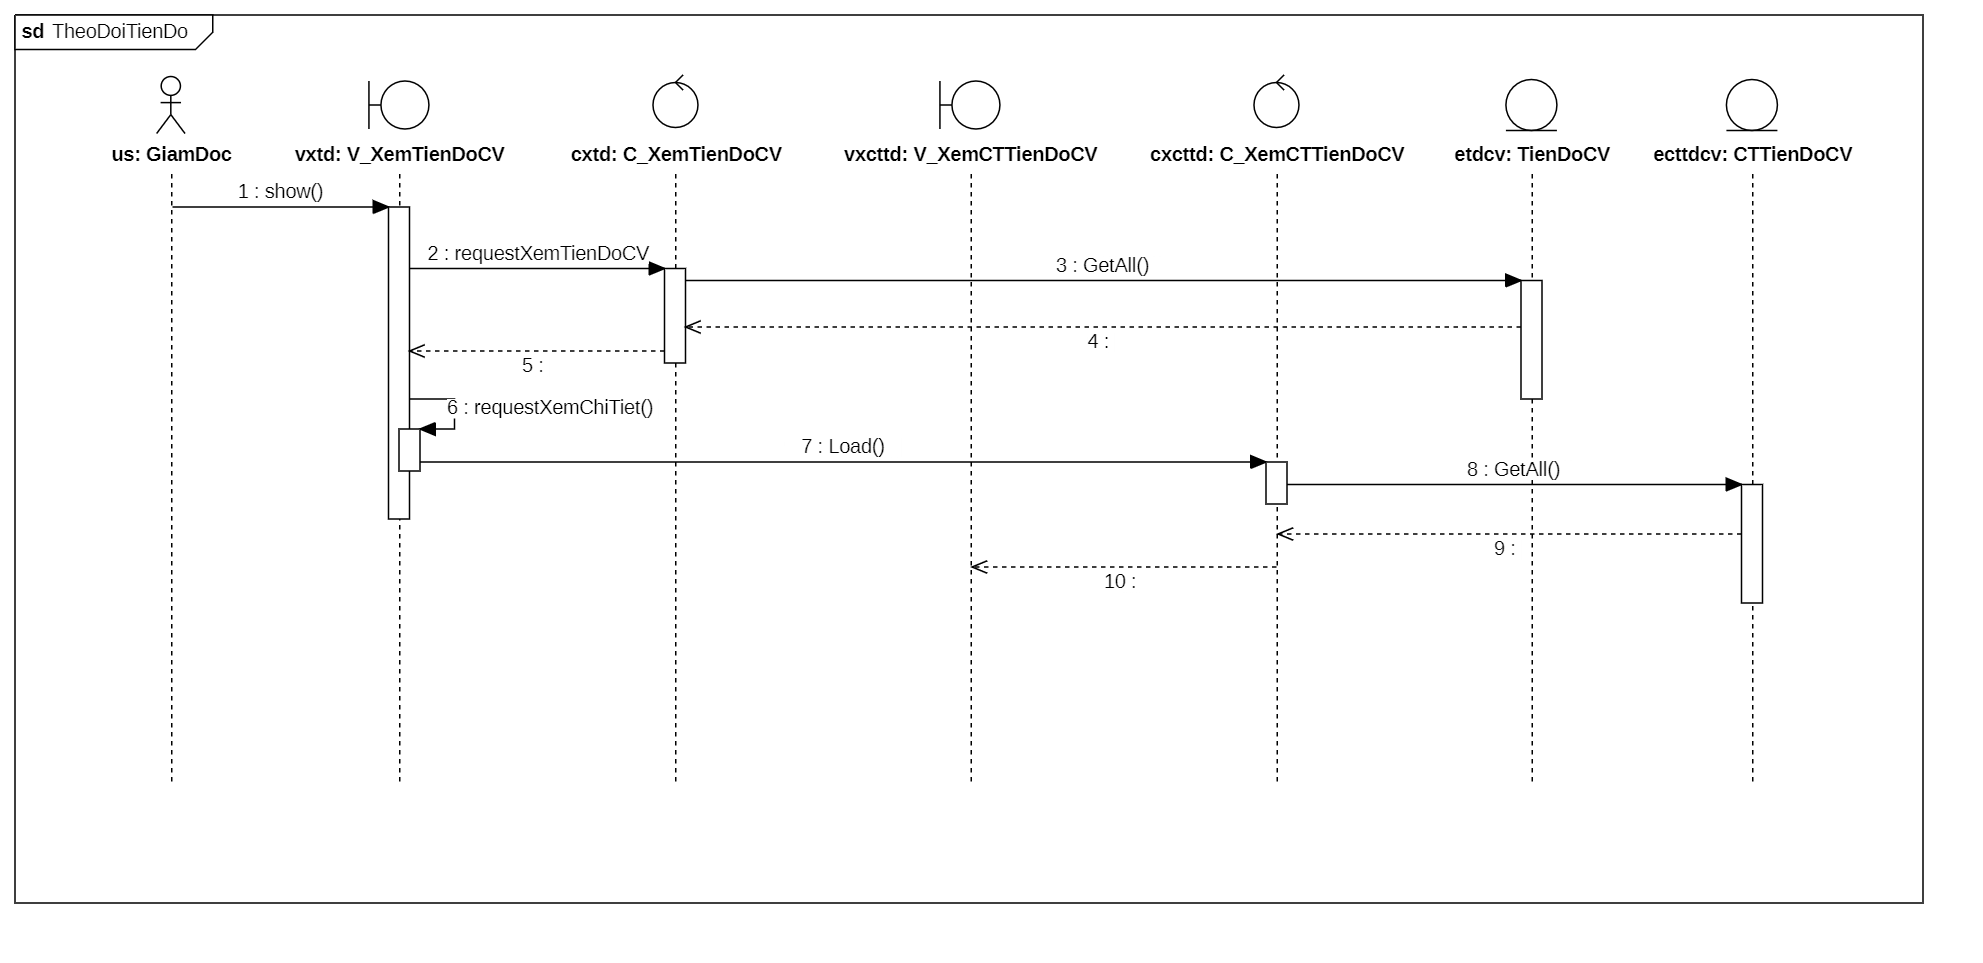 sd TheoDoiTienDo
us: GiamDoc
vxtd: V_XemTienDoCV
cxtd: C_XemTienDoCV
vxcttd: V_XemCTTienDoCV
cxcttd: C_XemCTTienDoCV
etdcv: TienDoCV
ecttdcv: CTTienDoCV
1 : show()
2 : requestXemTienDoCV
3 : GetAll()
4 :
5 :
6 : requestXemChiTiet()
7 : Load()
8 : GetAll()
9 :
10 :